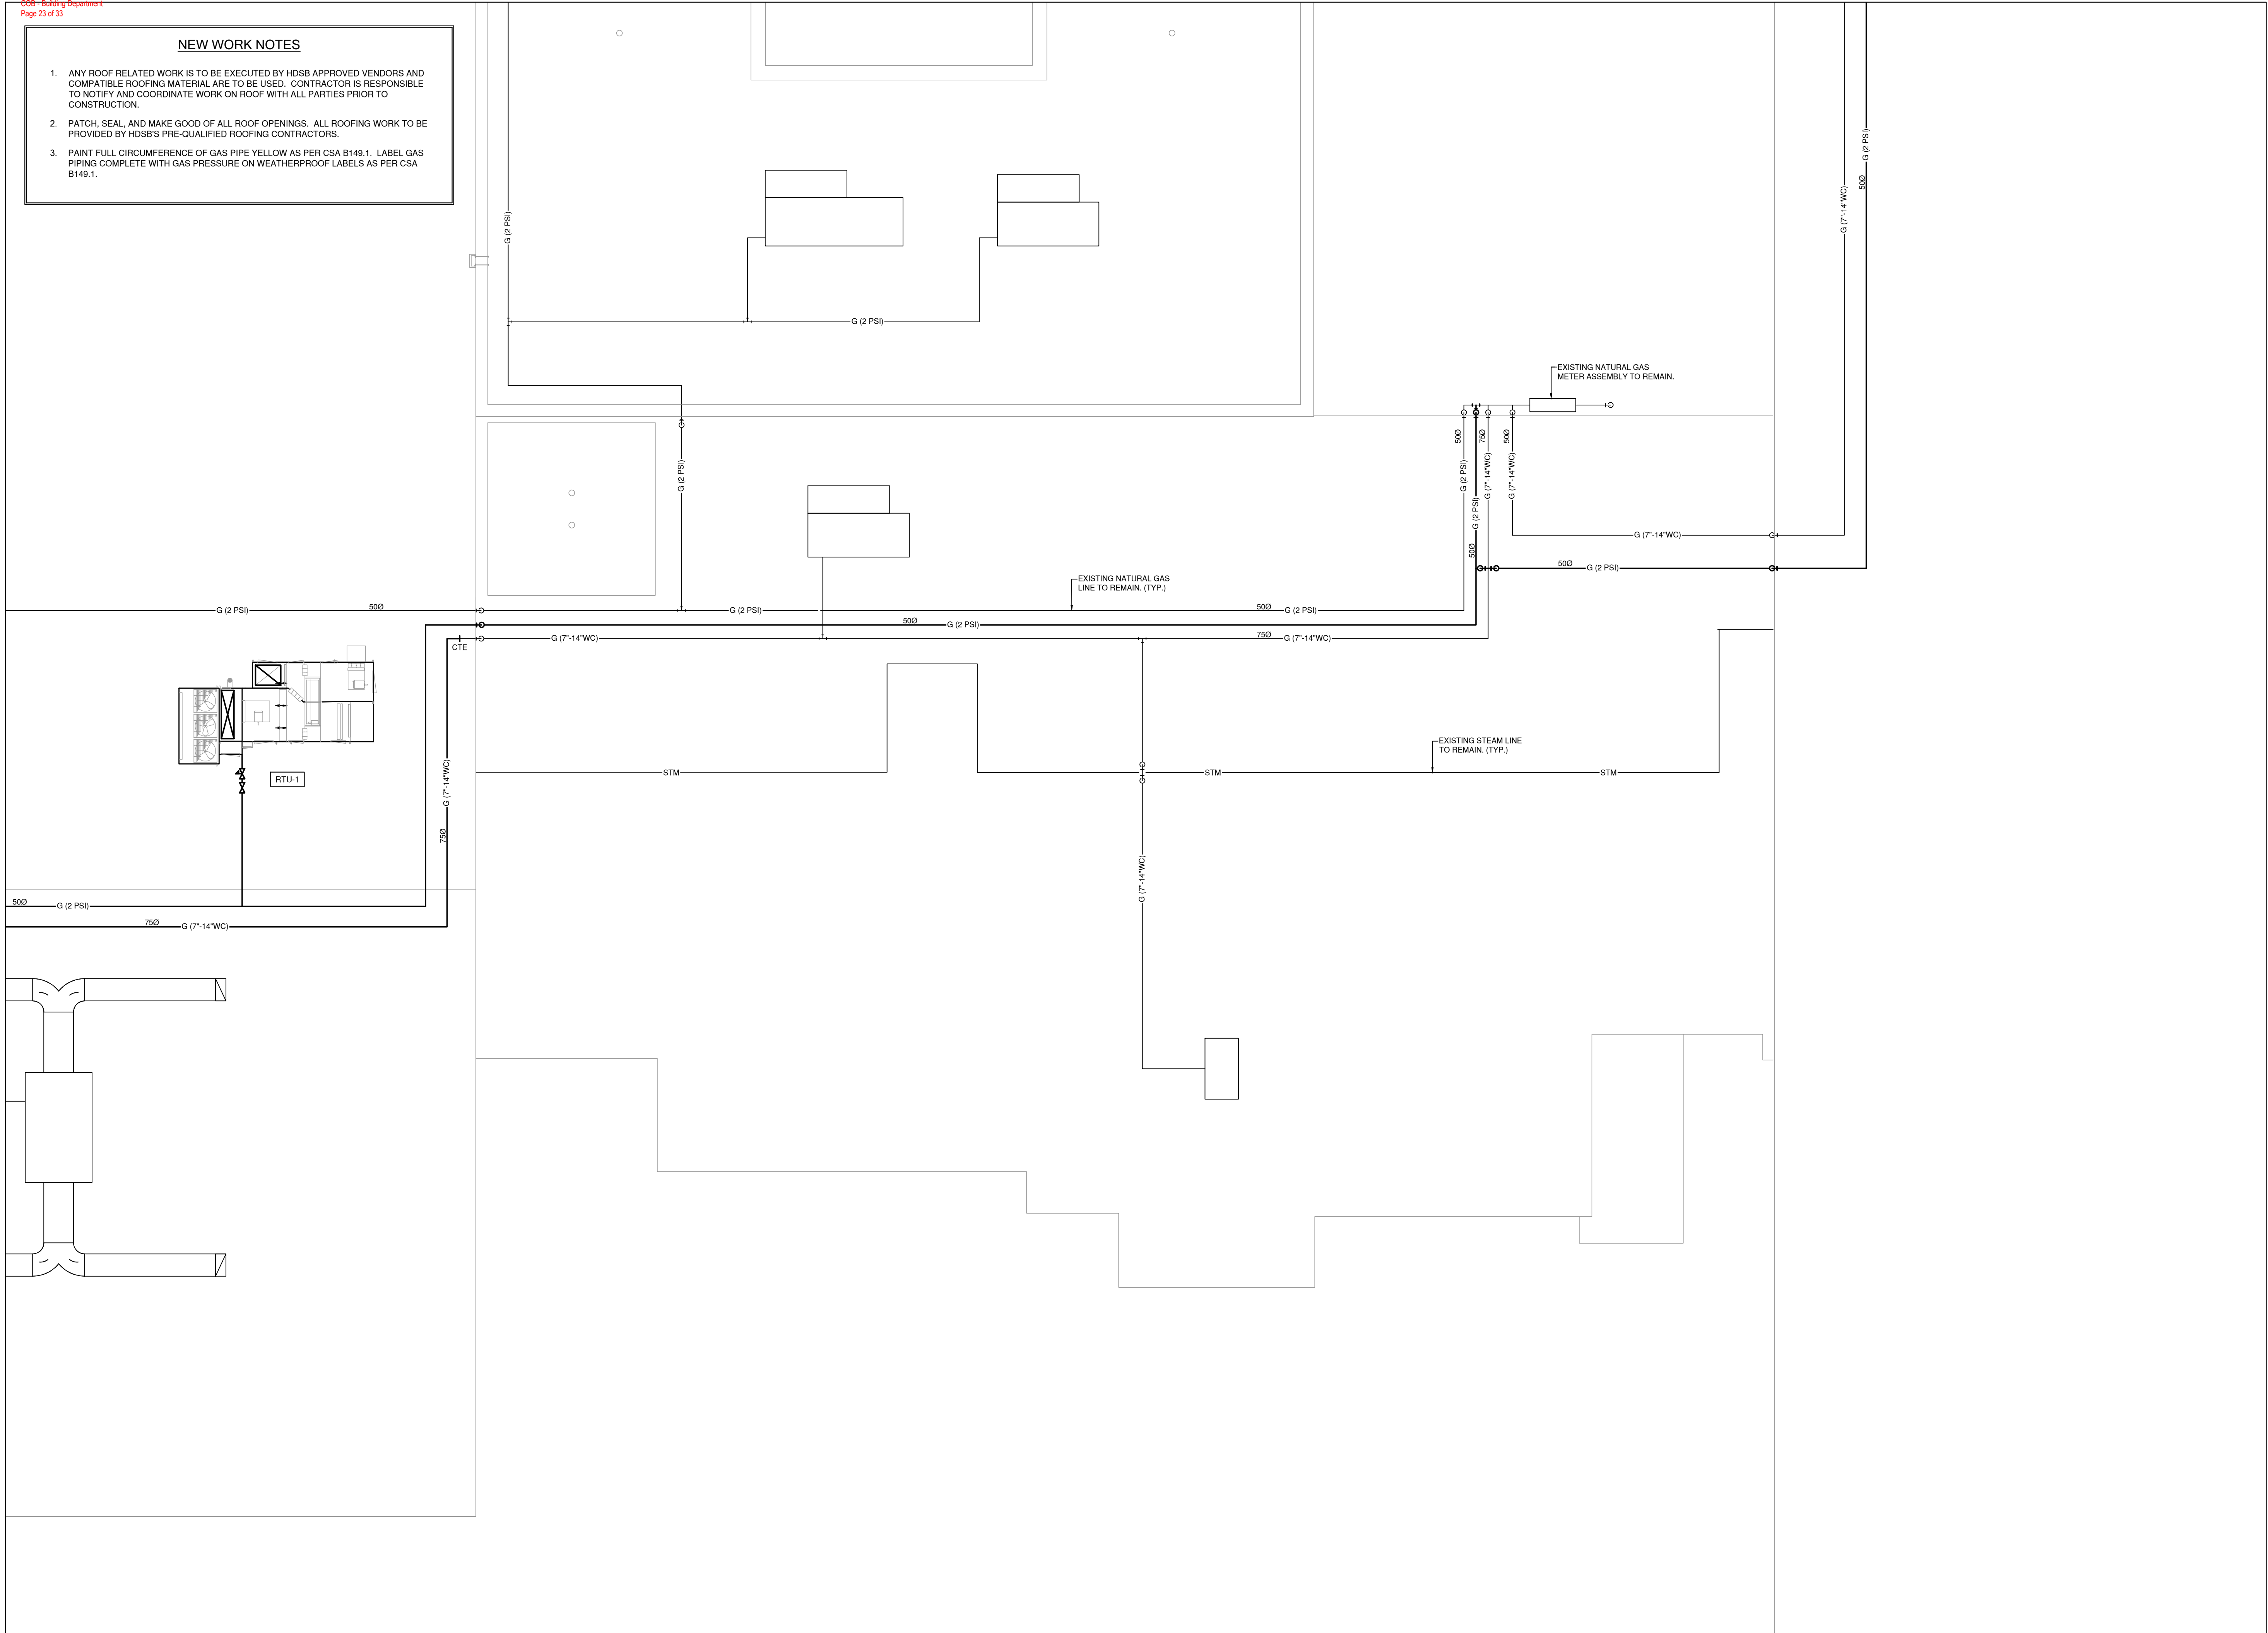 COB - Building Department
Page 23 of 33
NEW WORK NOTES
1. ANY ROOF RELATED WORK IS TO BE EXECUTED BY HDSB APPROVED VENDORS AND
COMPATIBLE ROOFING MATERIAL ARE TO BE USED. CONTRACTOR IS RESPONSIBLE
TO NOTIFY AND COORDINATE WORK ON ROOF WITH ALL PARTIES PRIOR TO
CONSTRUCTION.
2. PATCH, SEAL, AND MAKE GOOD OF ALL ROOF OPENINGS. ALL ROOFING WORK TO BE
PROVIDED BY HDSB'S PRE-QUALIFIED ROOFING CONTRACTORS.
3. PAINT FULL CIRCUMFERENCE OF GAS PIPE YELLOW AS PER CSA B149.1. LABEL GAS
PIPING COMPLETE WITH GAS PRESSURE ON WEATHERPROOF LABELS AS PER CSA
B149.1.
G (2 PSI)
50Ø
G (7"-14"WC)
G (2 PSI)
G (2 PSI)
EXISTING NATURAL GAS
METER ASSEMBLY TO REMAIN.
50Ø
75Ø
50Ø
G (2 PSI)
G (2 PSI)
G (7"-14"WC)
G (7"-14"WC)
G (2 PSI)
50Ø
G (7"-14"WC)
50Ø
G (2 PSI)
EXISTING NATURAL GAS
LINE TO REMAIN. (TYP.)
G (2 PSI)
50Ø
G (2 PSI)
50Ø
G (2 PSI)
50Ø
G (2 PSI)
CTE
G (7"-14"WC)
75Ø
G (7"-14"WC)
EXISTING STEAM LINE
TO REMAIN. (TYP.)
RTU-1
STM
STM
STM
G (7"-14"WC)
75Ø
G (7"-14"WC)
50Ø
G (2 PSI)
75Ø
G (7"-14"WC)